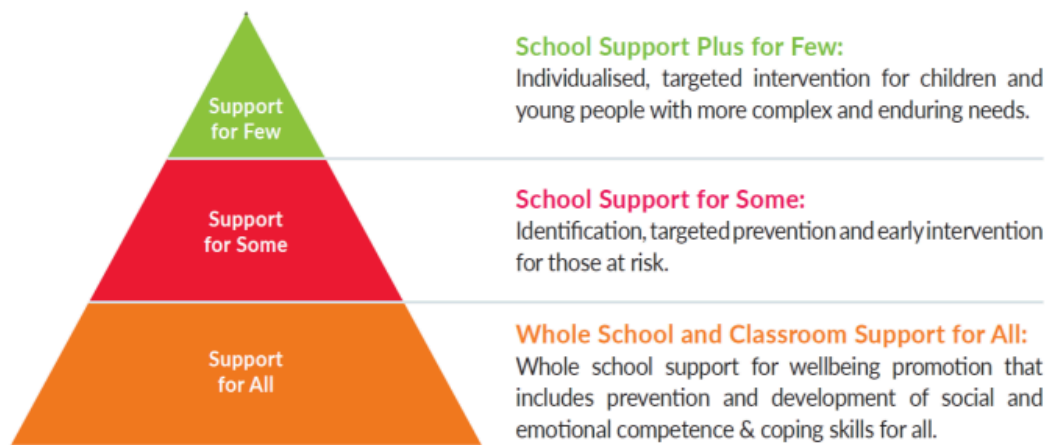 Support
for Few
School Support Plus for Few:
Individualised, targeted intervention for children and
young people with more complex and enduring needs.
Support
for Some
School Support for Some:
Identification, targeted prevention and early intervention
for those at risk.
Support
for All
Whole School and Classroom Support for All:
Whole school support for wellbeing promotion that
includes prevention and development of social and
emotional competence & coping skills for all.